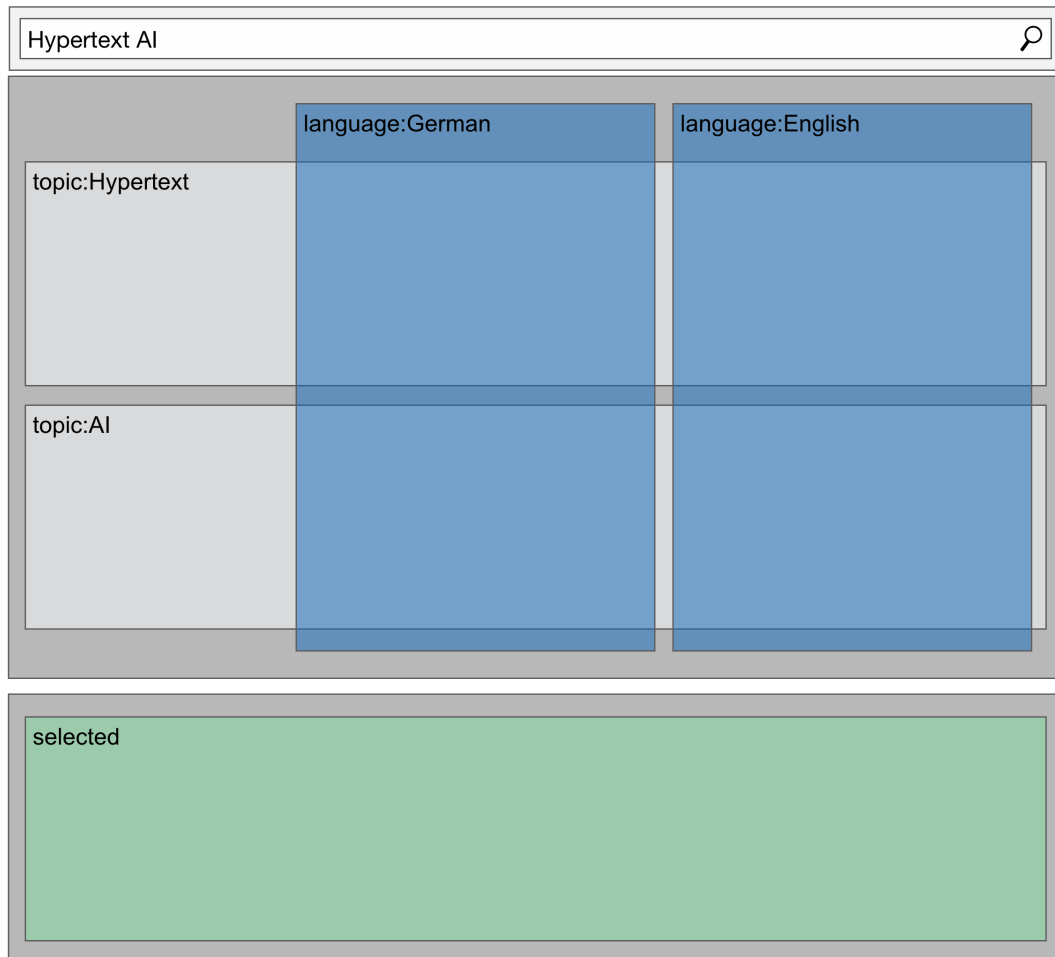 Hypertext AI
language:German
language:English
topic:Hypertext
topic:AI
selected